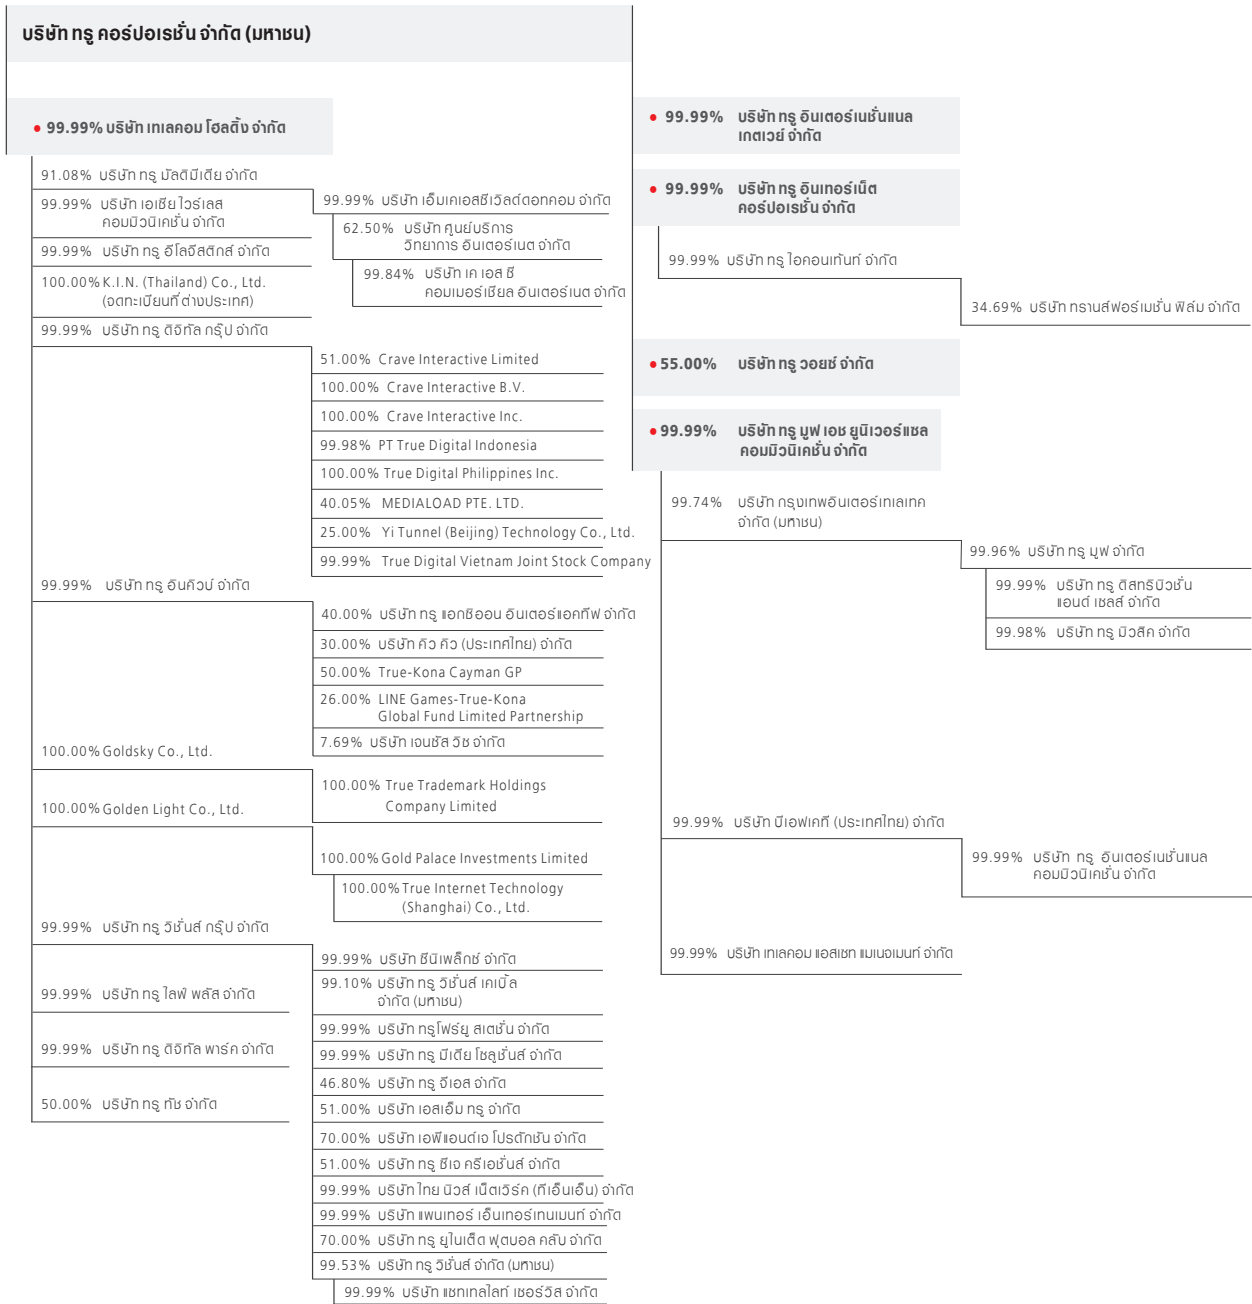 บริษัท ทรู คอร์ปอเรชั่น จำกัด (มหาชน)
• 99.99% บริษัท เทเลคอม โฮลดิ้ง จำกัด
91.08% บริษัท ทรู มัลติมีเดีย จำกัด
99.99% บริษัท เอ็มเคเอสซีเวิลด์ดอทคอม จำกัด
62.50% บริษัท ศูนย์บริการ
วิทยาการ อินเตอร์เนต จำกัด
99.84% บริษัท เค เอส ซี
คอมเมอร์เชียล อินเตอร์เนต จำกัด
99.99% บริษัท เอเชีย ไวร์เลส
คอมมิวนิเคชั่น จำกัด
99.99% บริษัท ทรู อีโลจีสติกส์ จำกัด
100.00% K.I.N. (Thailand) Co., Ltd.
(จดทะเบียนที่ต่างประเทศ)
99.99% บริษัท ทรู ดิจิทัล กรุ๊ป จำกัด
51.00% Crave Interactive Limited
100.00% Crave Interactive B.V.
100.00% Crave Interactive Inc.
99.98% PT True Digital Indonesia
100.00% True Digital Philippines Inc.
40.05% MEDIALOAD PTE. LTD.
25.00% Yi Tunnel (Beijing) Technology Co., Ltd.
99.99% True Digital Vietnam Joint Stock Company
99.99% บริษัท ทรู อินคิวบ์ จำกัด
40.00% บริษัท ทรู แอกซิออน อินเตอร์แอคทีฟ จำกัด
30.00% บริษัท คิว คิว (ประเทศไทย) จำกัด
50.00% True-Kona Cayman GP
26.00% LINE Games-True-Kona
Global Fund Limited Partnership
7.69% บริษัท เจนซัส วิช จำกัด
100.00% Goldsky Co., Ltd.
100.00% True Trademark Holdings
Company Limited
100.00% Golden Light Co., Ltd.
100.00% Gold Palace Investments Limited
100.00% True Internet Technology
(Shanghai) Co., Ltd.
99.99% บริษัท ทรู วิชั่นส์ กรุ๊ป จำกัด
99.99% บริษัท ซีนิเพล็กซ์ จำกัด
99.10% บริษัท ทรู วิชั่นส์ เคเบิ้ล
จำกัด (มหาชน)
99.99% บริษัท ทรูโฟร์ยู สเตชั่น จำกัด
99.99% บริษัท ทรู มีเดีย โซลูชั่นส์ จำกัด
46.80% บริษัท ทรู จีเอส จำกัด
51.00% บริษัท เอสเอ็ม ทรู จำกัด
70.00% บริษัท เอพีแอนด์เจ โปรดักชัน จำกัด
51.00% บริษัท ทรู ซีเจ ครีเอชั่นส์ จำกัด
99.99% บริษัท ไทย นิวส์ เน็ตเวิร์ค (ทีเอ็นเอ็น) จำกัด
99.99% บริษัท แพนเทอร์ เอ็นเทอร์เทนเมนท์ จำกัด
70.00% บริษัท ทรู ยูไนเต็ด ฟุตบอล คลับ จำกัด
99.53% บริษัท ทรู วิชั่นส์ จำกัด (มหาชน)
99.99% บริษัท แซทเทลไลท์ เซอร์วิส จำกัด
99.99% บริษัท ทรู ไลฟ์ พลัส จำกัด
99.99% บริษัท ทรู ดิจิทัล พาร์ค จำกัด
50.00% บริษัท ทรู ทัช จำกัด
• 99.99% บริษัท ทรู อินเตอร์เนชั่นแนล
เกตเวย์ จำกัด
• 99.99% บริษัท ทรู อินเทอร์เน็ต
คอร์ปอเรชั่น จำกัด
99.99% บริษัท ทรู ไอคอนเท้นท์ จำกัด
34.69% บริษัท ทรานส์ฟอร์เมชั่น ฟิล์ม จำกัด
• 55.00% บริษัท ทรู วอยซ์ จำกัด
• 99.99% บริษัท ทรู มูฟ เอช ยูนิเวอร์แซล
คอมมิวนิเคชั่น จำกัด
99.74% บริษัท กรุงเทพอินเตอร์เทเลเทค
จำกัด (มหาชน)
99.96% บริษัท ทรู มูฟ จำกัด
99.99% บริษัท ทรู ดิสทริบิวชั่น
แอนด์ เซลส์ จำกัด
99.98% บริษัท ทรู มิวสิค จำกัด
99.99% บริษัท บีเอฟเคที (ประเทศไทย) จำกัด
99.99% บริษัท ทรู อินเตอร์เนชั่นแนล
คอมมิวนิเคชั่น จำกัด
99.99% บริษัท เทเลคอม แอสเซท แมเนจเมนท์ จำกัด